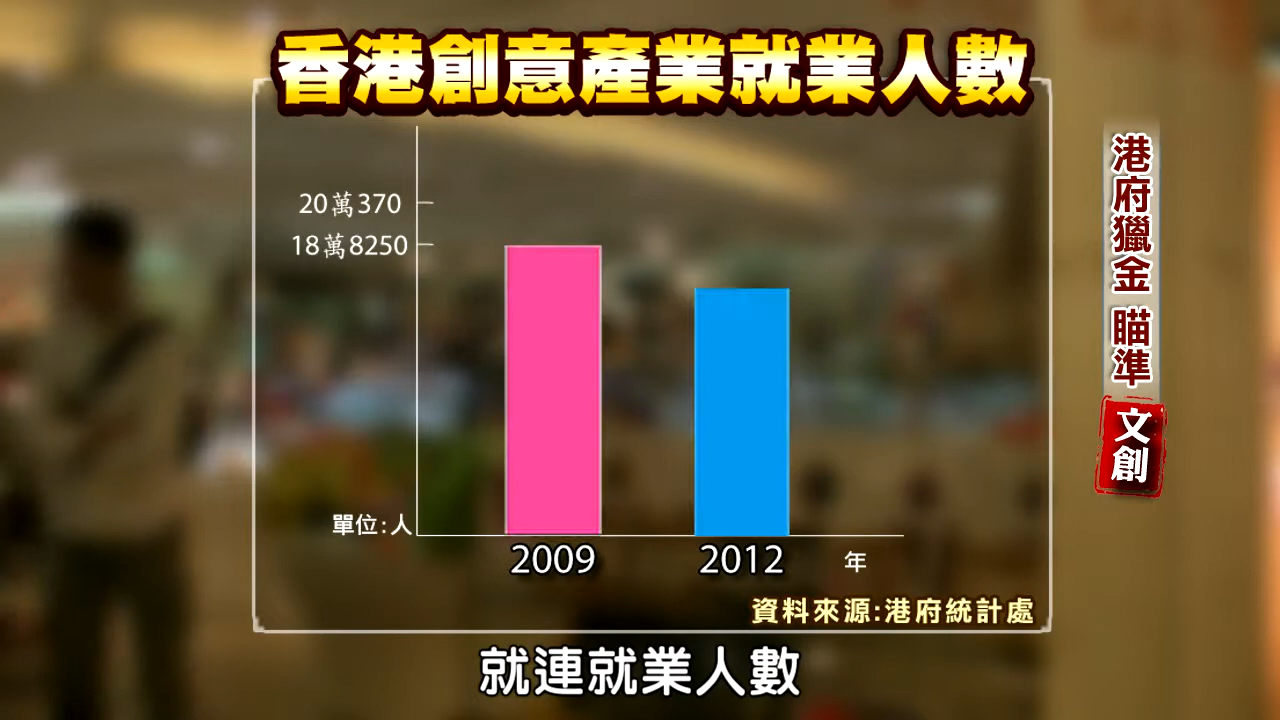 香港創意產業就業人數
20萬370
18萬8250
單位:人
2009
2012
年
資料來源:港府統計處
港府獵金 瞄準
文創
就連就業人數